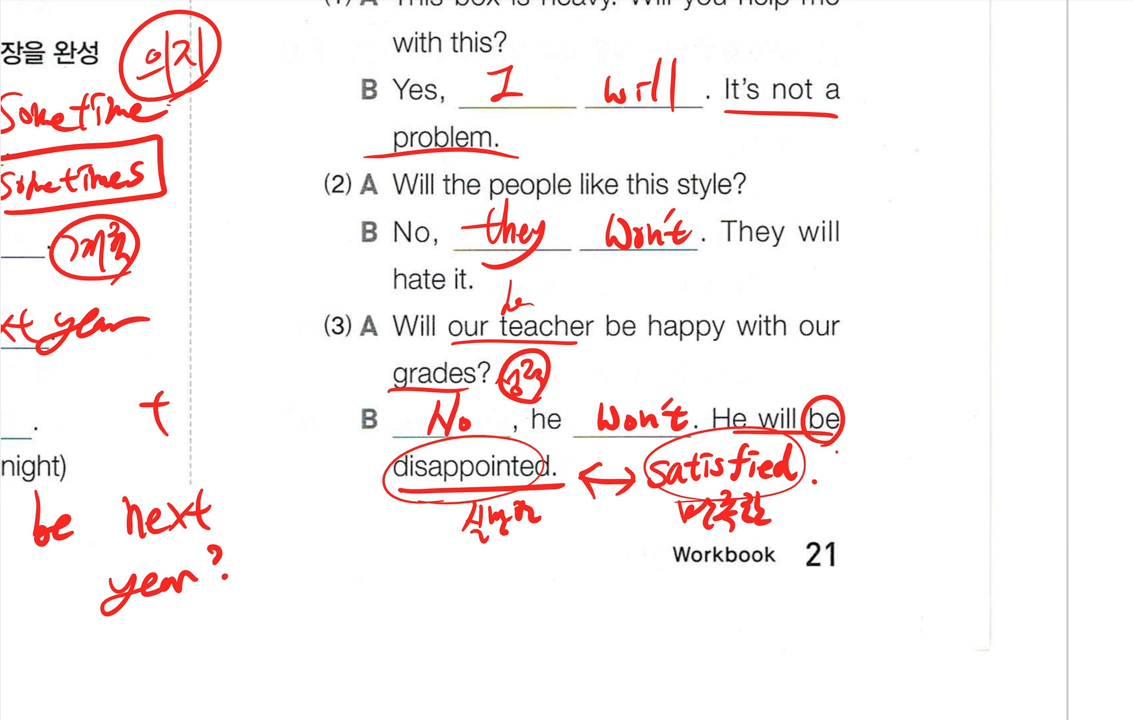 장을 완성
의지
sometime
sometimes
계획
xt year
t
night)
be next
year?
(1) A This box is heavy. Will you help me
with this?
B Yes, I will. It's not a
problem.
(2) A Will the people like this style?
B No, they won't. They will
hate it.
he
(3) A Will our teacher be happy with our
grades? 성적
B No, he won't. He will be
disappointed. ↔ satisfied.
실망한 만족한
Workbook 21